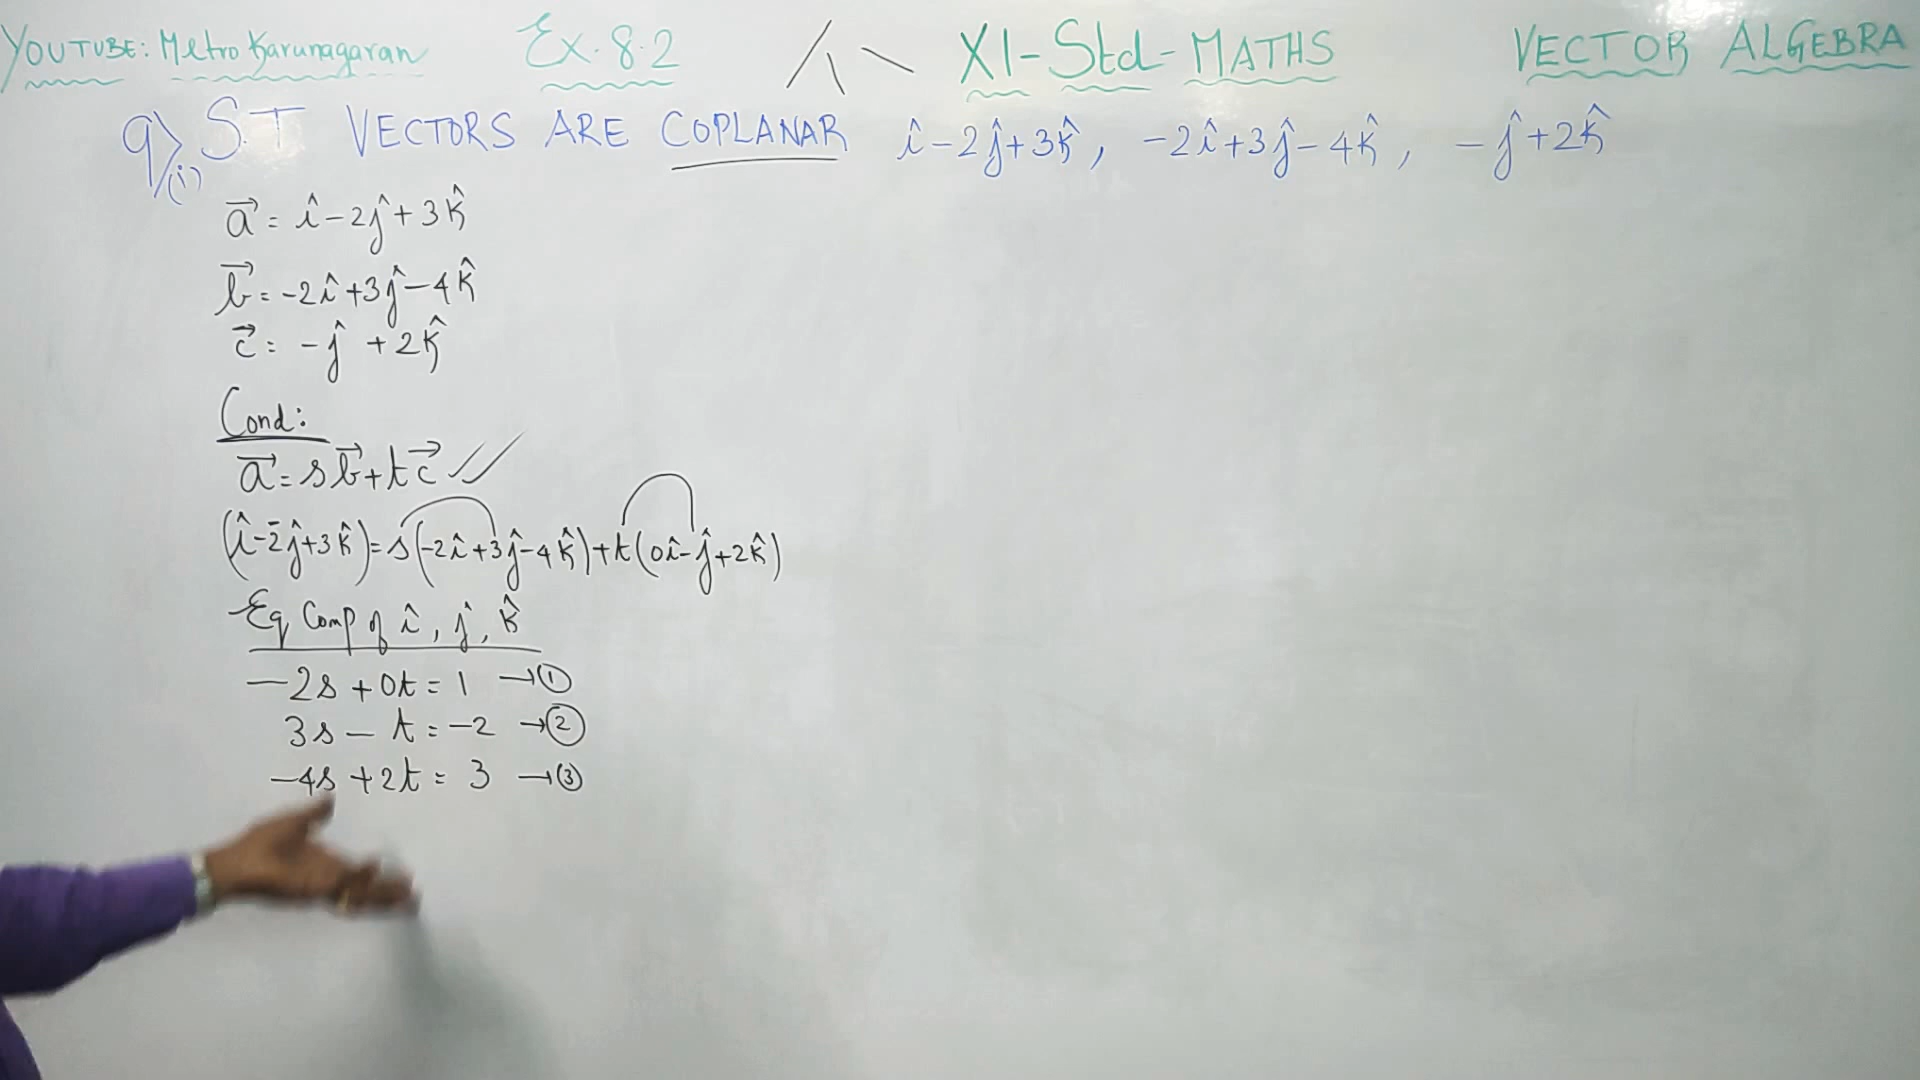 YOUTUBE: Metro Karunagaran Ex. 8.2 XI-Std-MATHS VECTOR ALGEBRA
9) (i) S.T VECTORS ARE COPLANAR î-2ĵ+3k̂, -2î+3ĵ-4k̂, -ĵ+2k̂
a⃗ = î-2ĵ+3k̂
b⃗ = -2î+3ĵ-4k̂
c⃗ = -ĵ +2k̂
Cond:
a⃗ = sb⃗+tc⃗
(î-2ĵ+3k̂) = s(-2î+3ĵ-4k̂)+t(0î-ĵ+2k̂)
Eq Comp of î, ĵ, k̂
-2s+0t = 1 →①
3s - t = -2 →②
-4s +2t = 3 →③